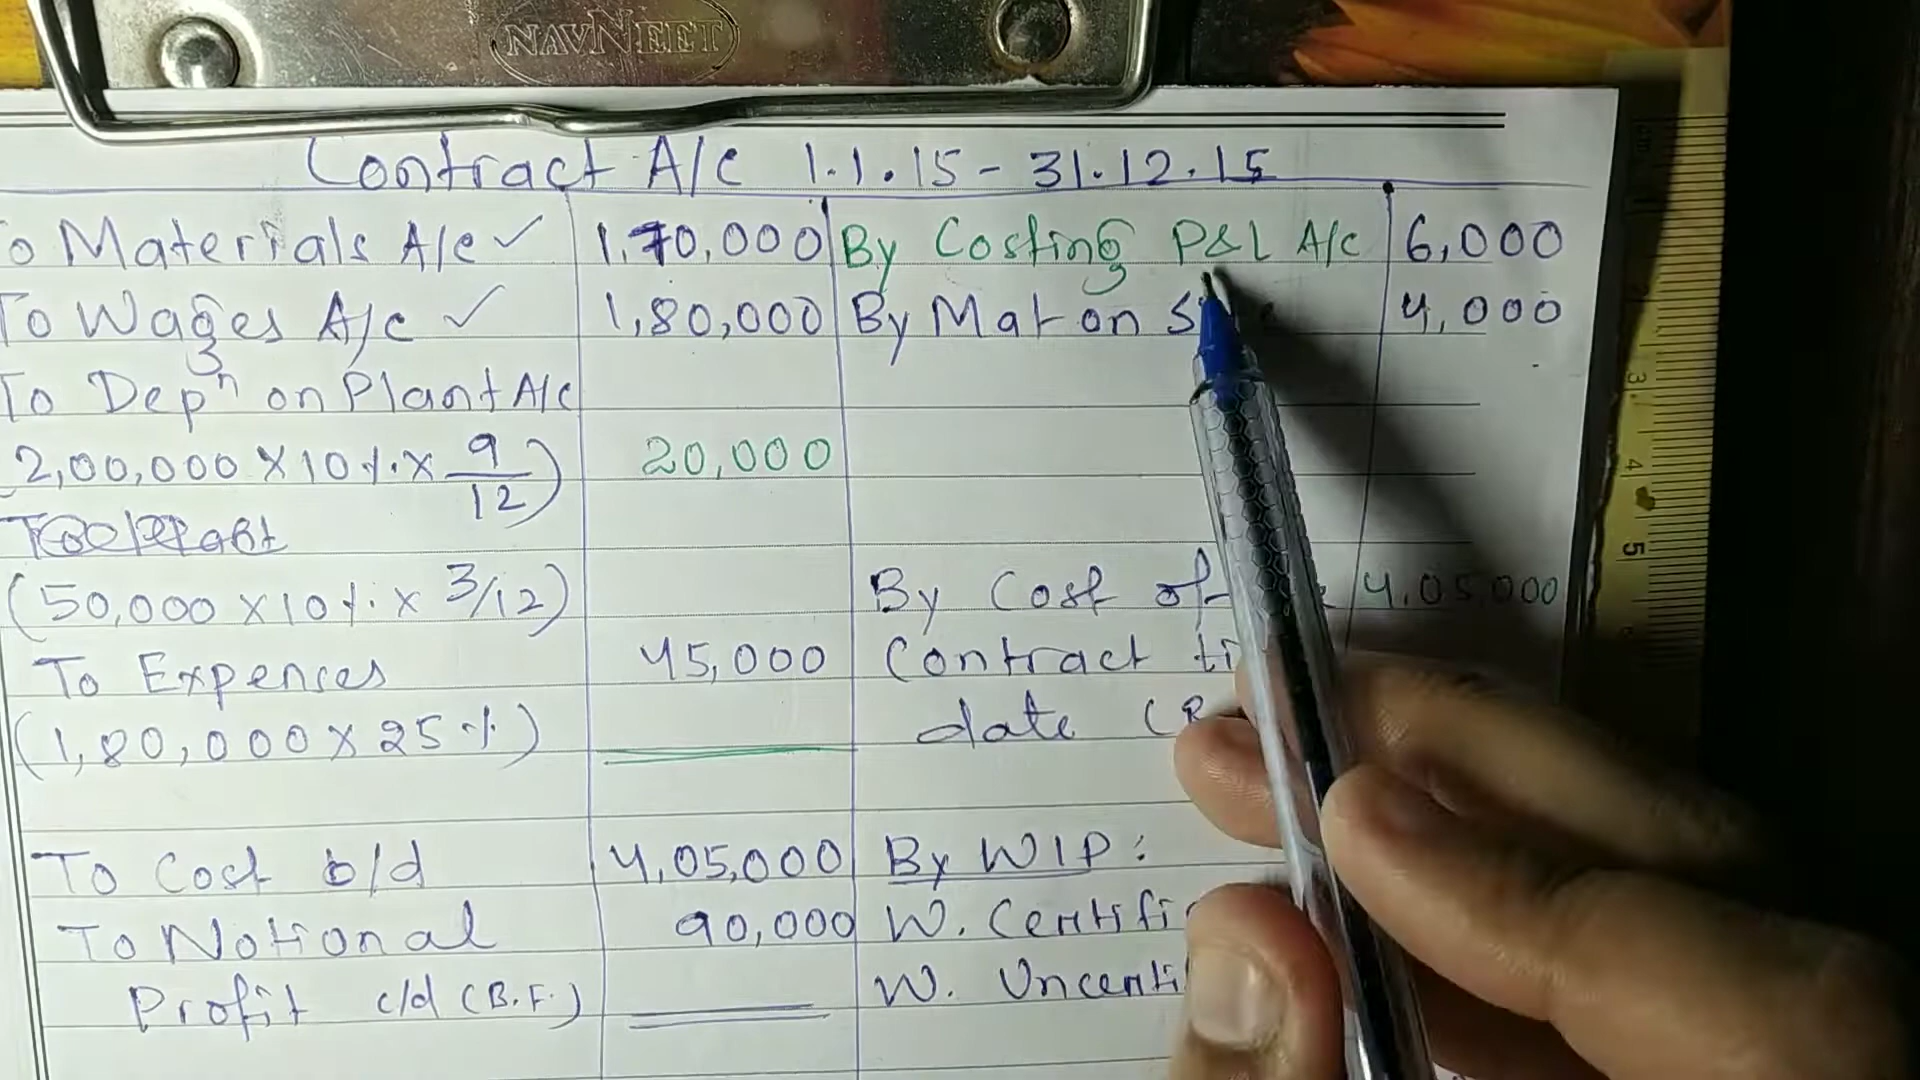 NAVNEET
Contract A/c 1.1.15 - 31.12.15
o Materials A/c ✓ 1,70,000 By Costing P&L A/c 6,000
To Wages A/c ✓ 1,80,000 By Mat on 4,000
To Depⁿ on Plant A/c
2,00,000 X 10%. X 9/12) 20,000
(50,000 X 10%. X 3/12) By Cost of 4,05,000
To Expenses 45,000 Contract
(1,80,000 X 25%) date (
To Cost b/d 4,05,000 By WIP:
To Notional 90,000 W. Certifi
Profit c/d (B.F.) W. Uncerti
3
4
5